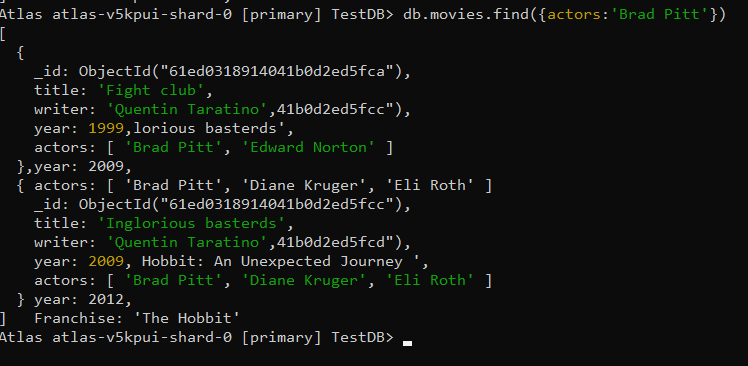 Atlas atlas-v5kpui-shard-0 [primary] TestDB> db.movies.find({actors:'Brad Pitt'})
[
  {
    _id: ObjectId("61ed0318914041b0d2ed5fca"),
    title: 'Fight club',
    writer: 'Quentin Taratino',41b0d2ed5fcc"),
    year: 1999,lorious basterds',
    actors: [ 'Brad Pitt', 'Edward Norton' ]
  },year: 2009,
  { actors: [ 'Brad Pitt', 'Diane Kruger', 'Eli Roth' ]
    _id: ObjectId("61ed0318914041b0d2ed5fcc"),
    title: 'Inglorious basterds',
    writer: 'Quentin Taratino',41b0d2ed5fcd"),
    year: 2009, Hobbit: An Unexpected Journey ',
    actors: [ 'Brad Pitt', 'Diane Kruger', 'Eli Roth' ]
  } year: 2012,
]   Franchise: 'The Hobbit'
Atlas atlas-v5kpui-shard-0 [primary] TestDB>